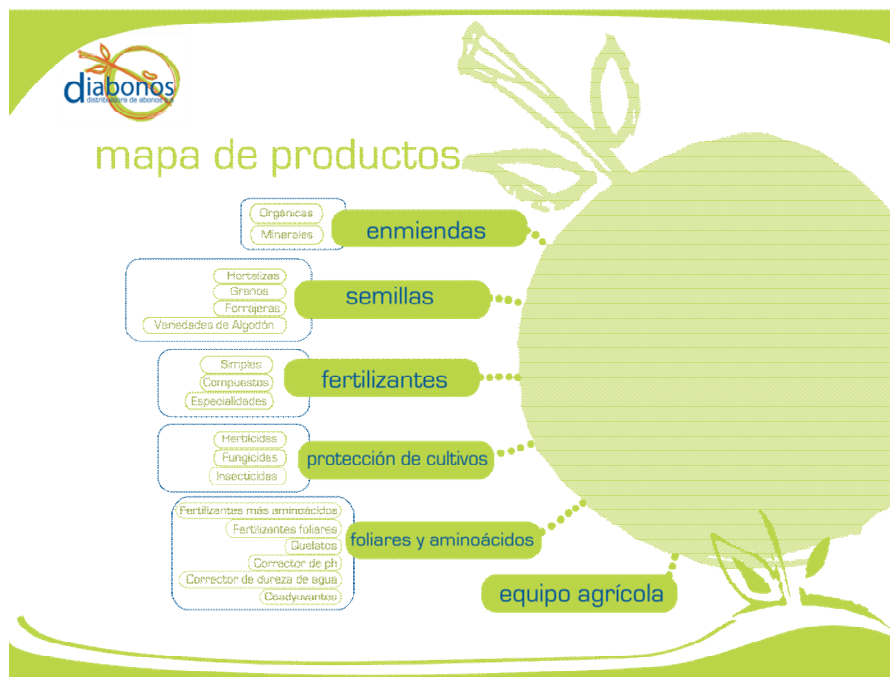 diabonos
distribuidora de abonos s.a
mapa de productos
Orgánicas
Minerales
enmiendas
Hortalizas
Granos
Forrajeras
Variedades de Algodón
semillas
Simples
Compuestos
Especialidades
fertilizantes
Herbicidas
Fungicidas
Insecticidas
protección de cultivos
Fertilizantes más aminoácidos
Fertilizantes foliares
Quelatos
Corrector de ph
Corrector de dureza de agua
Coadyuvantes
foliares y aminoácidos
equipo agrícola